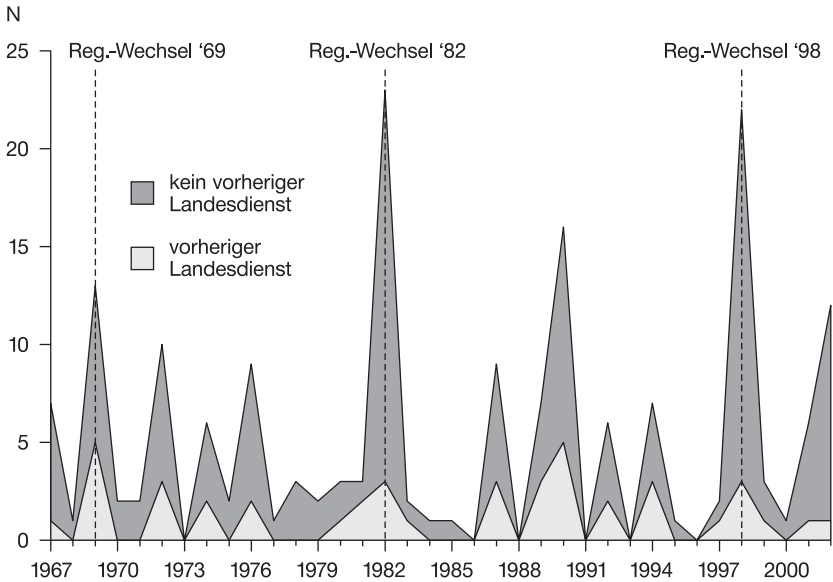 N
25
Reg.-Wechsel ‘69
Reg.-Wechsel ‘82
Reg.-Wechsel ‘98
20
kein vorheriger
Landesdienst
15
vorheriger
Landesdienst
10
5
0
1967 1970 1973 1976 1979 1982 1985 1988 1991 1994 1997 2000